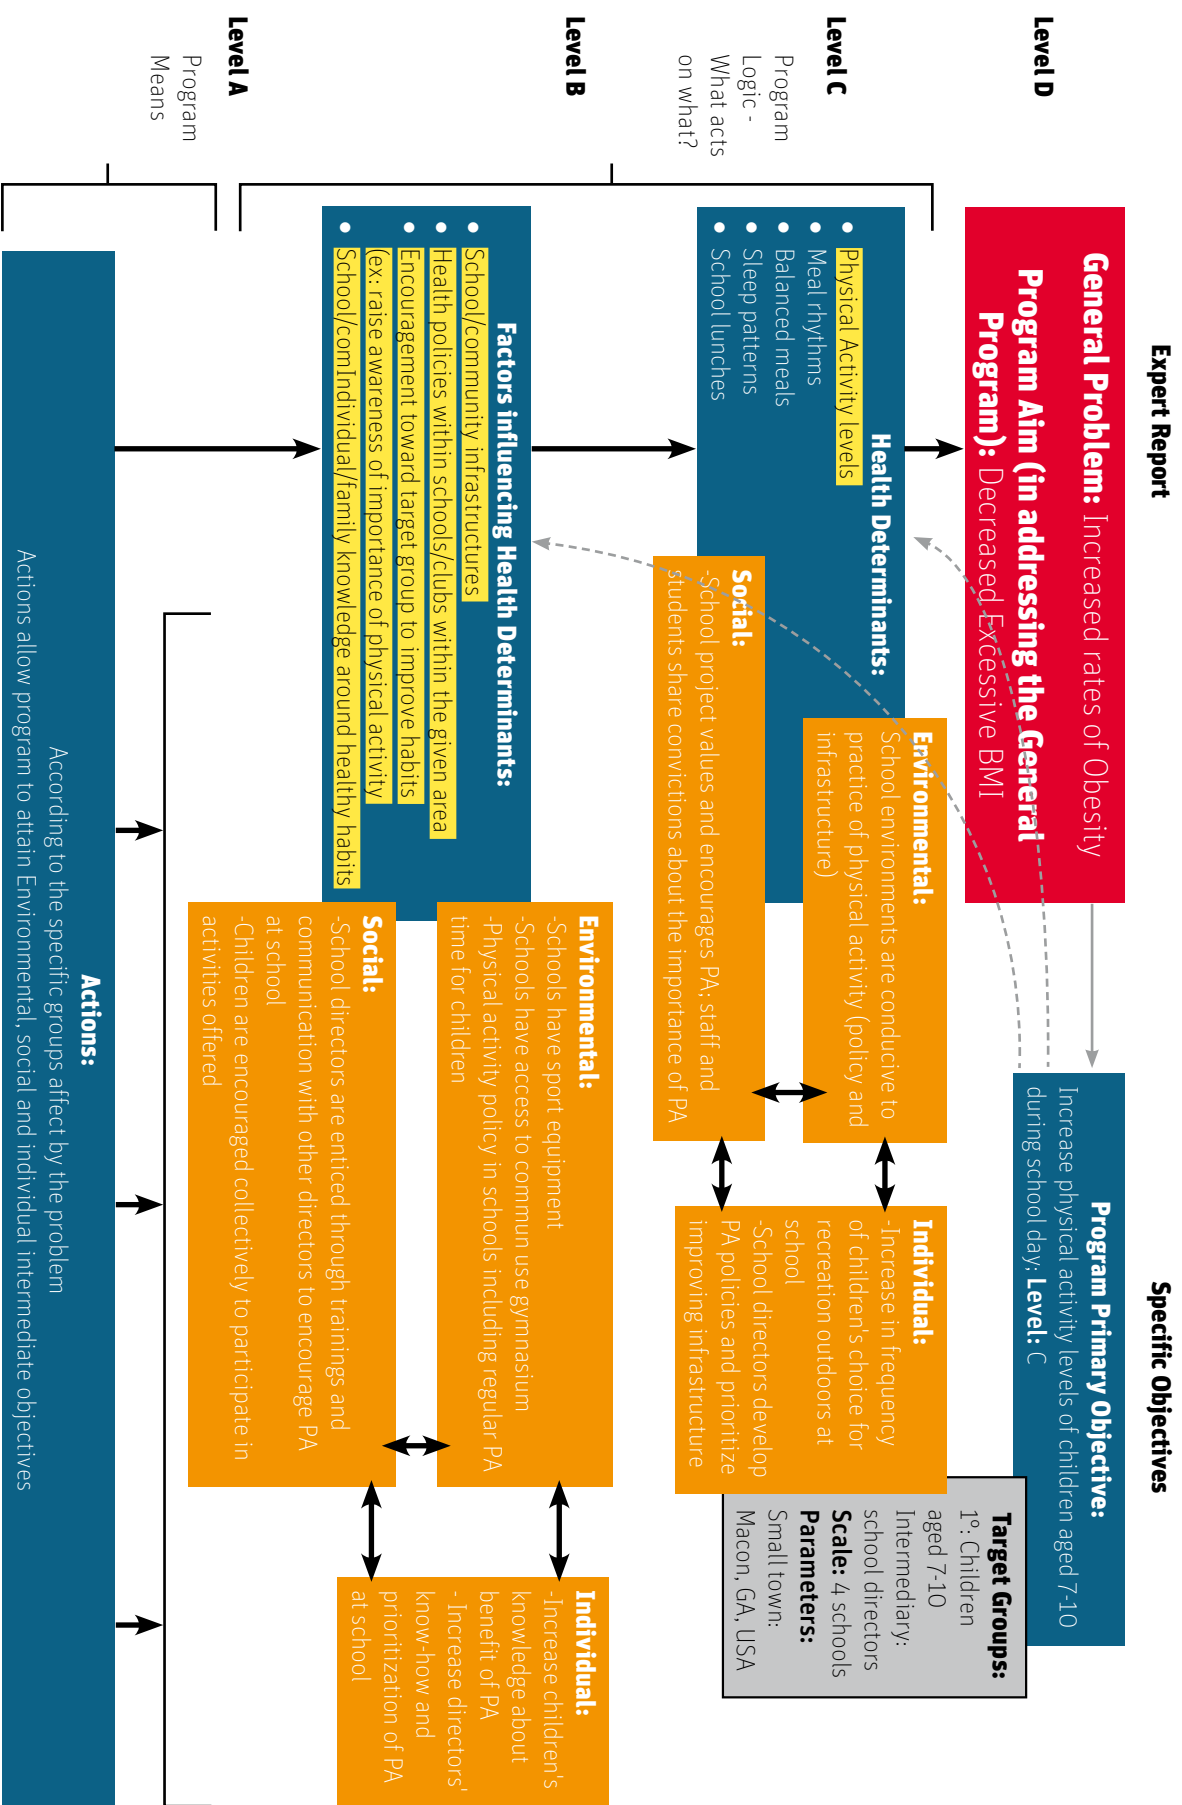 Expert Report
Specific Objectives
Level D
General Problem: Increased rates of Obesity
Program Aim (in addressing the General
Program): Decreased Excessive BMI
Program Primary Objective:
Increase physical activity levels of children aged 7-10
during school day; Level: C
Target Groups:
1º: Children
aged 7-10
Intermediary:
school directors
Scale: 4 schools
Parameters:
Small town:
Macon, GA, USA
Level C
Program
Logic -
What acts
on what?
Health Determinants:
Physical Activity levels
Meal rhythms
Balanced meals
Sleep patterns
School lunches
Environmental:
School environments are conducive to
practice of physical activity (policy and
infrastructure)
Social:
-School project values and encourages PA; staff and
students share convictions about the importance of PA
Individual:
-Increase in frequency
of children's choice for
recreation outdoors at
school
-School directors develop
PA policies and prioritize
improving infrastructure
Level B
Factors influencing Health Determinants:
School/community infrastructures
Health policies within schools/clubs within the given area
Encouragement toward target group to improve habits
(ex: raise awareness of importance of physical activity
School/comIndividual/family knowledge around healthy habits
Environmental:
-Schools have sport equipment
-Schools have access to commun use gymnasium
-Physical activity policy in schools including regular PA
time for children
Social:
-School directors are enticed through trainings and
communication with other directors to encourage PA
at school
-Children are encouraged collectively to participate in
activities offered
Individual:
-Increase children's
knowledge about
benefit of PA
- Increase directors'
know-how and
prioritization of PA
at school
Level A
Program
Means
Actions:
According to the specific groups affect by the problem
Actions allow program to attain Environmental, social and individual intermediate objectives